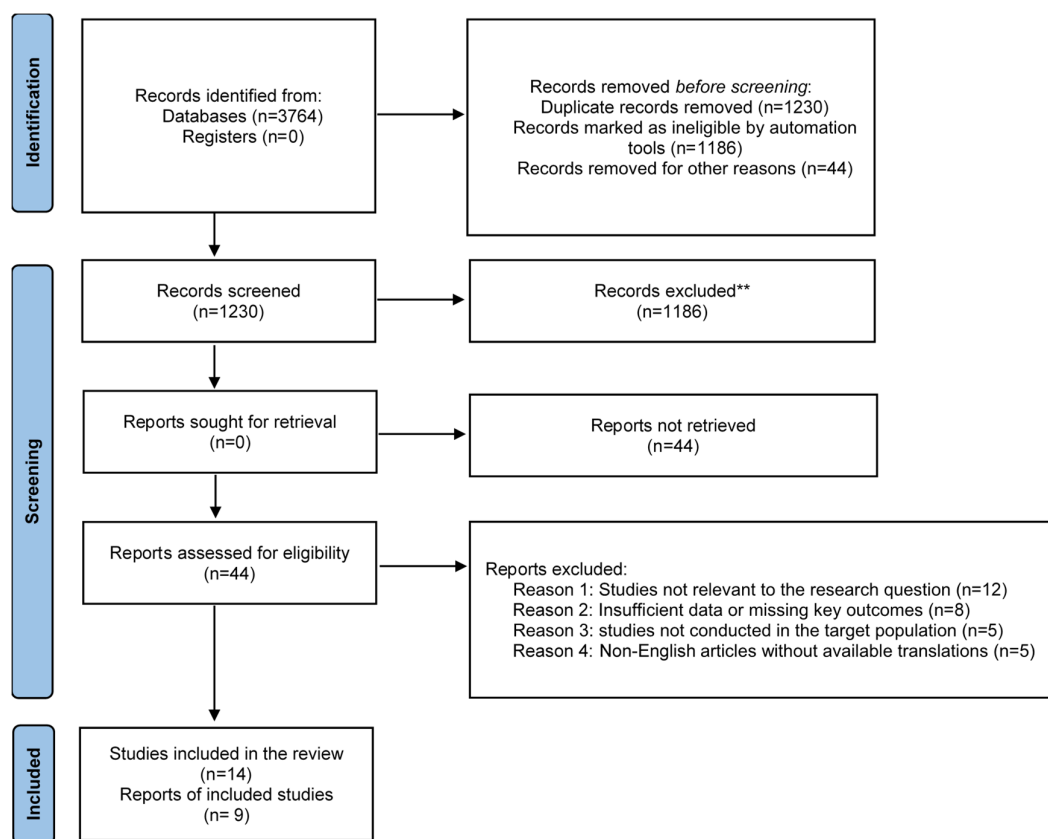 Identification
Records identified from:
Databases (n=3764)
Registers (n=0)
Records removed before screening:
Duplicate records removed (n=1230)
Records marked as ineligible by automation
tools (n=1186)
Records removed for other reasons (n=44)
Screening
Records screened
(n=1230)
Records excluded**
(n=1186)
Reports sought for retrieval
(n=0)
Reports not retrieved
(n=44)
Reports assessed for eligibility
(n=44)
Reports excluded:
Reason 1: Studies not relevant to the research question (n=12)
Reason 2: Insufficient data or missing key outcomes (n=8)
Reason 3: studies not conducted in the target population (n=5)
Reason 4: Non-English articles without available translations (n=5)
Included
Studies included in the review
(n=14)
Reports of included studies
(n= 9)